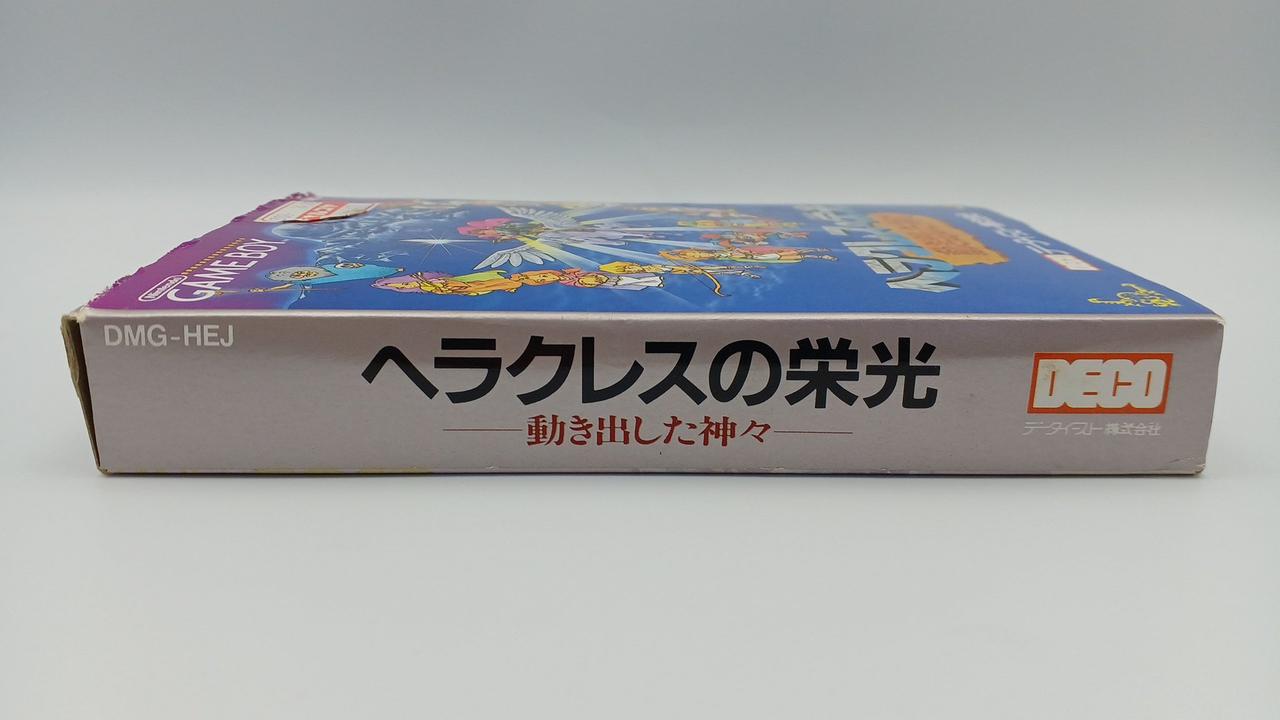 Nintendo
GAME BOY
DMG-HEJ
ヘラクレスの栄光
動き出した神々
DECO
データイースト株式会社